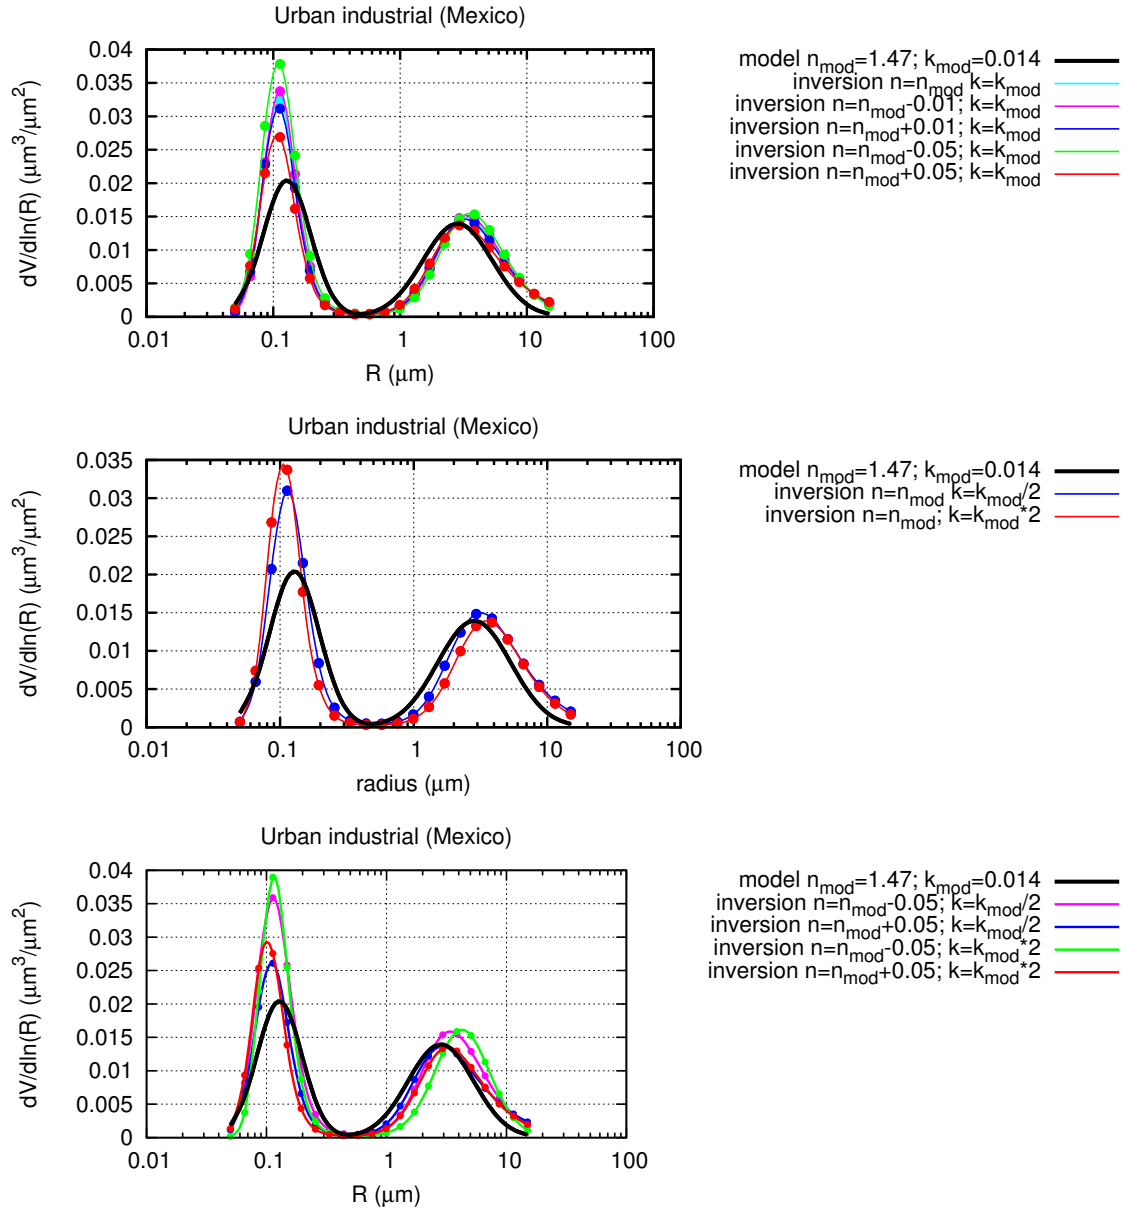 Urban industrial (Mexico)
dV/dln(R) (μm³/μm²)
0.04
0.035
0.03
0.025
0.02
0.015
0.01
0.005
0
0.01 0.1 1 10 100
R (μm)
model n_mod=1.47; k_mod=0.014
inversion n=n_mod k=k_mod
inversion n=n_mod-0.01; k=k_mod
inversion n=n_mod+0.01; k=k_mod
inversion n=n_mod-0.05; k=k_mod
inversion n=n_mod+0.05; k=k_mod
Urban industrial (Mexico)
dV/dln(R) (μm³/μm²)
0.035
0.03
0.025
0.02
0.015
0.01
0.005
0
0.01 0.1 1 10 100
radius (μm)
model n_mod=1.47; k_mod=0.014
inversion n=n_mod k=k_mod/2
inversion n=n_mod; k=k_mod*2
Urban industrial (Mexico)
dV/dln(R) (μm³/μm²)
0.04
0.035
0.03
0.025
0.02
0.015
0.01
0.005
0
0.01 0.1 1 10 100
R (μm)
model n_mod=1.47; k_mod=0.014
inversion n=n_mod-0.05; k=k_mod/2
inversion n=n_mod+0.05; k=k_mod/2
inversion n=n_mod-0.05; k=k_mod*2
inversion n=n_mod+0.05; k=k_mod*2